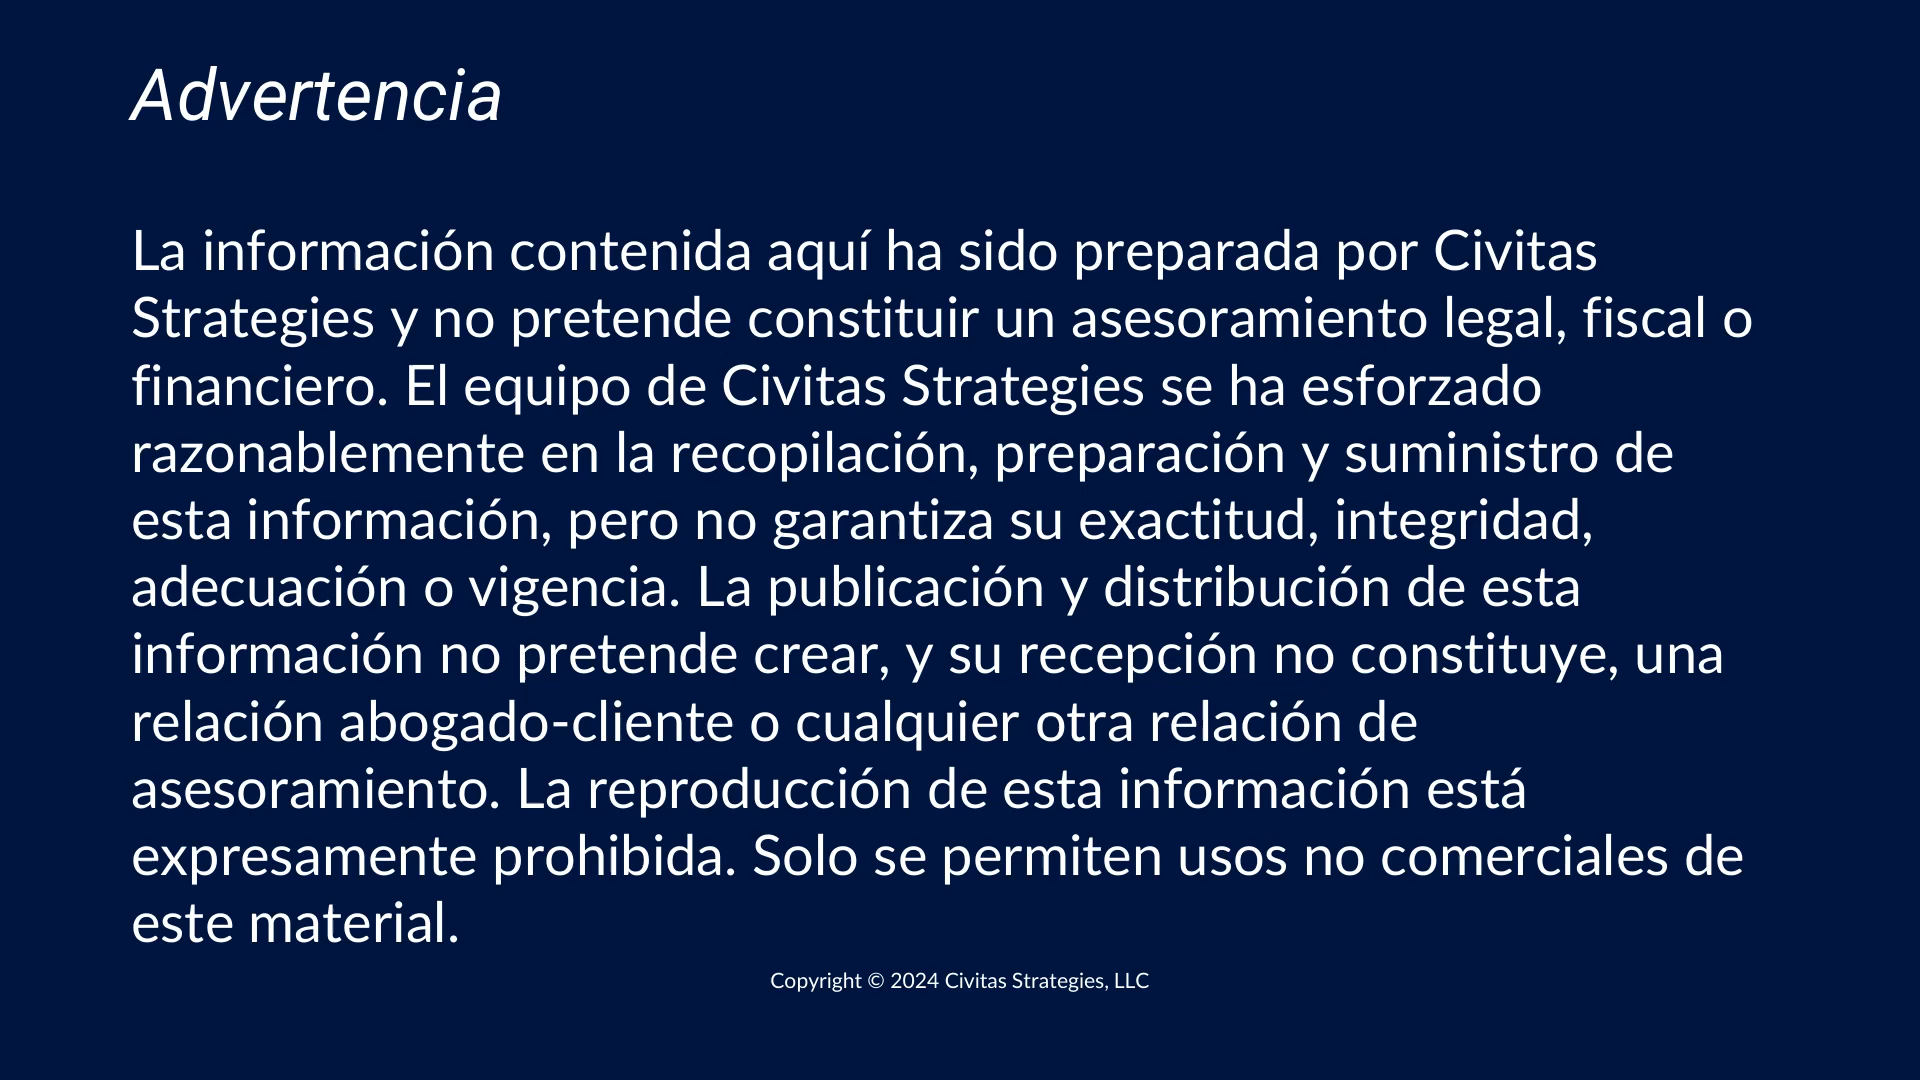 Advertencia
La información contenida aquí ha sido preparada por Civitas
Strategies y no pretende constituir un asesoramiento legal, fiscal o
financiero. El equipo de Civitas Strategies se ha esforzado
razonablemente en la recopilación, preparación y suministro de
esta información, pero no garantiza su exactitud, integridad,
adecuación o vigencia. La publicación y distribución de esta
información no pretende crear, y su recepción no constituye, una
relación abogado-cliente o cualquier otra relación de
asesoramiento. La reproducción de esta información está
expresamente prohibida. Solo se permiten usos no comerciales de
este material.
Copyright © 2024 Civitas Strategies, LLC